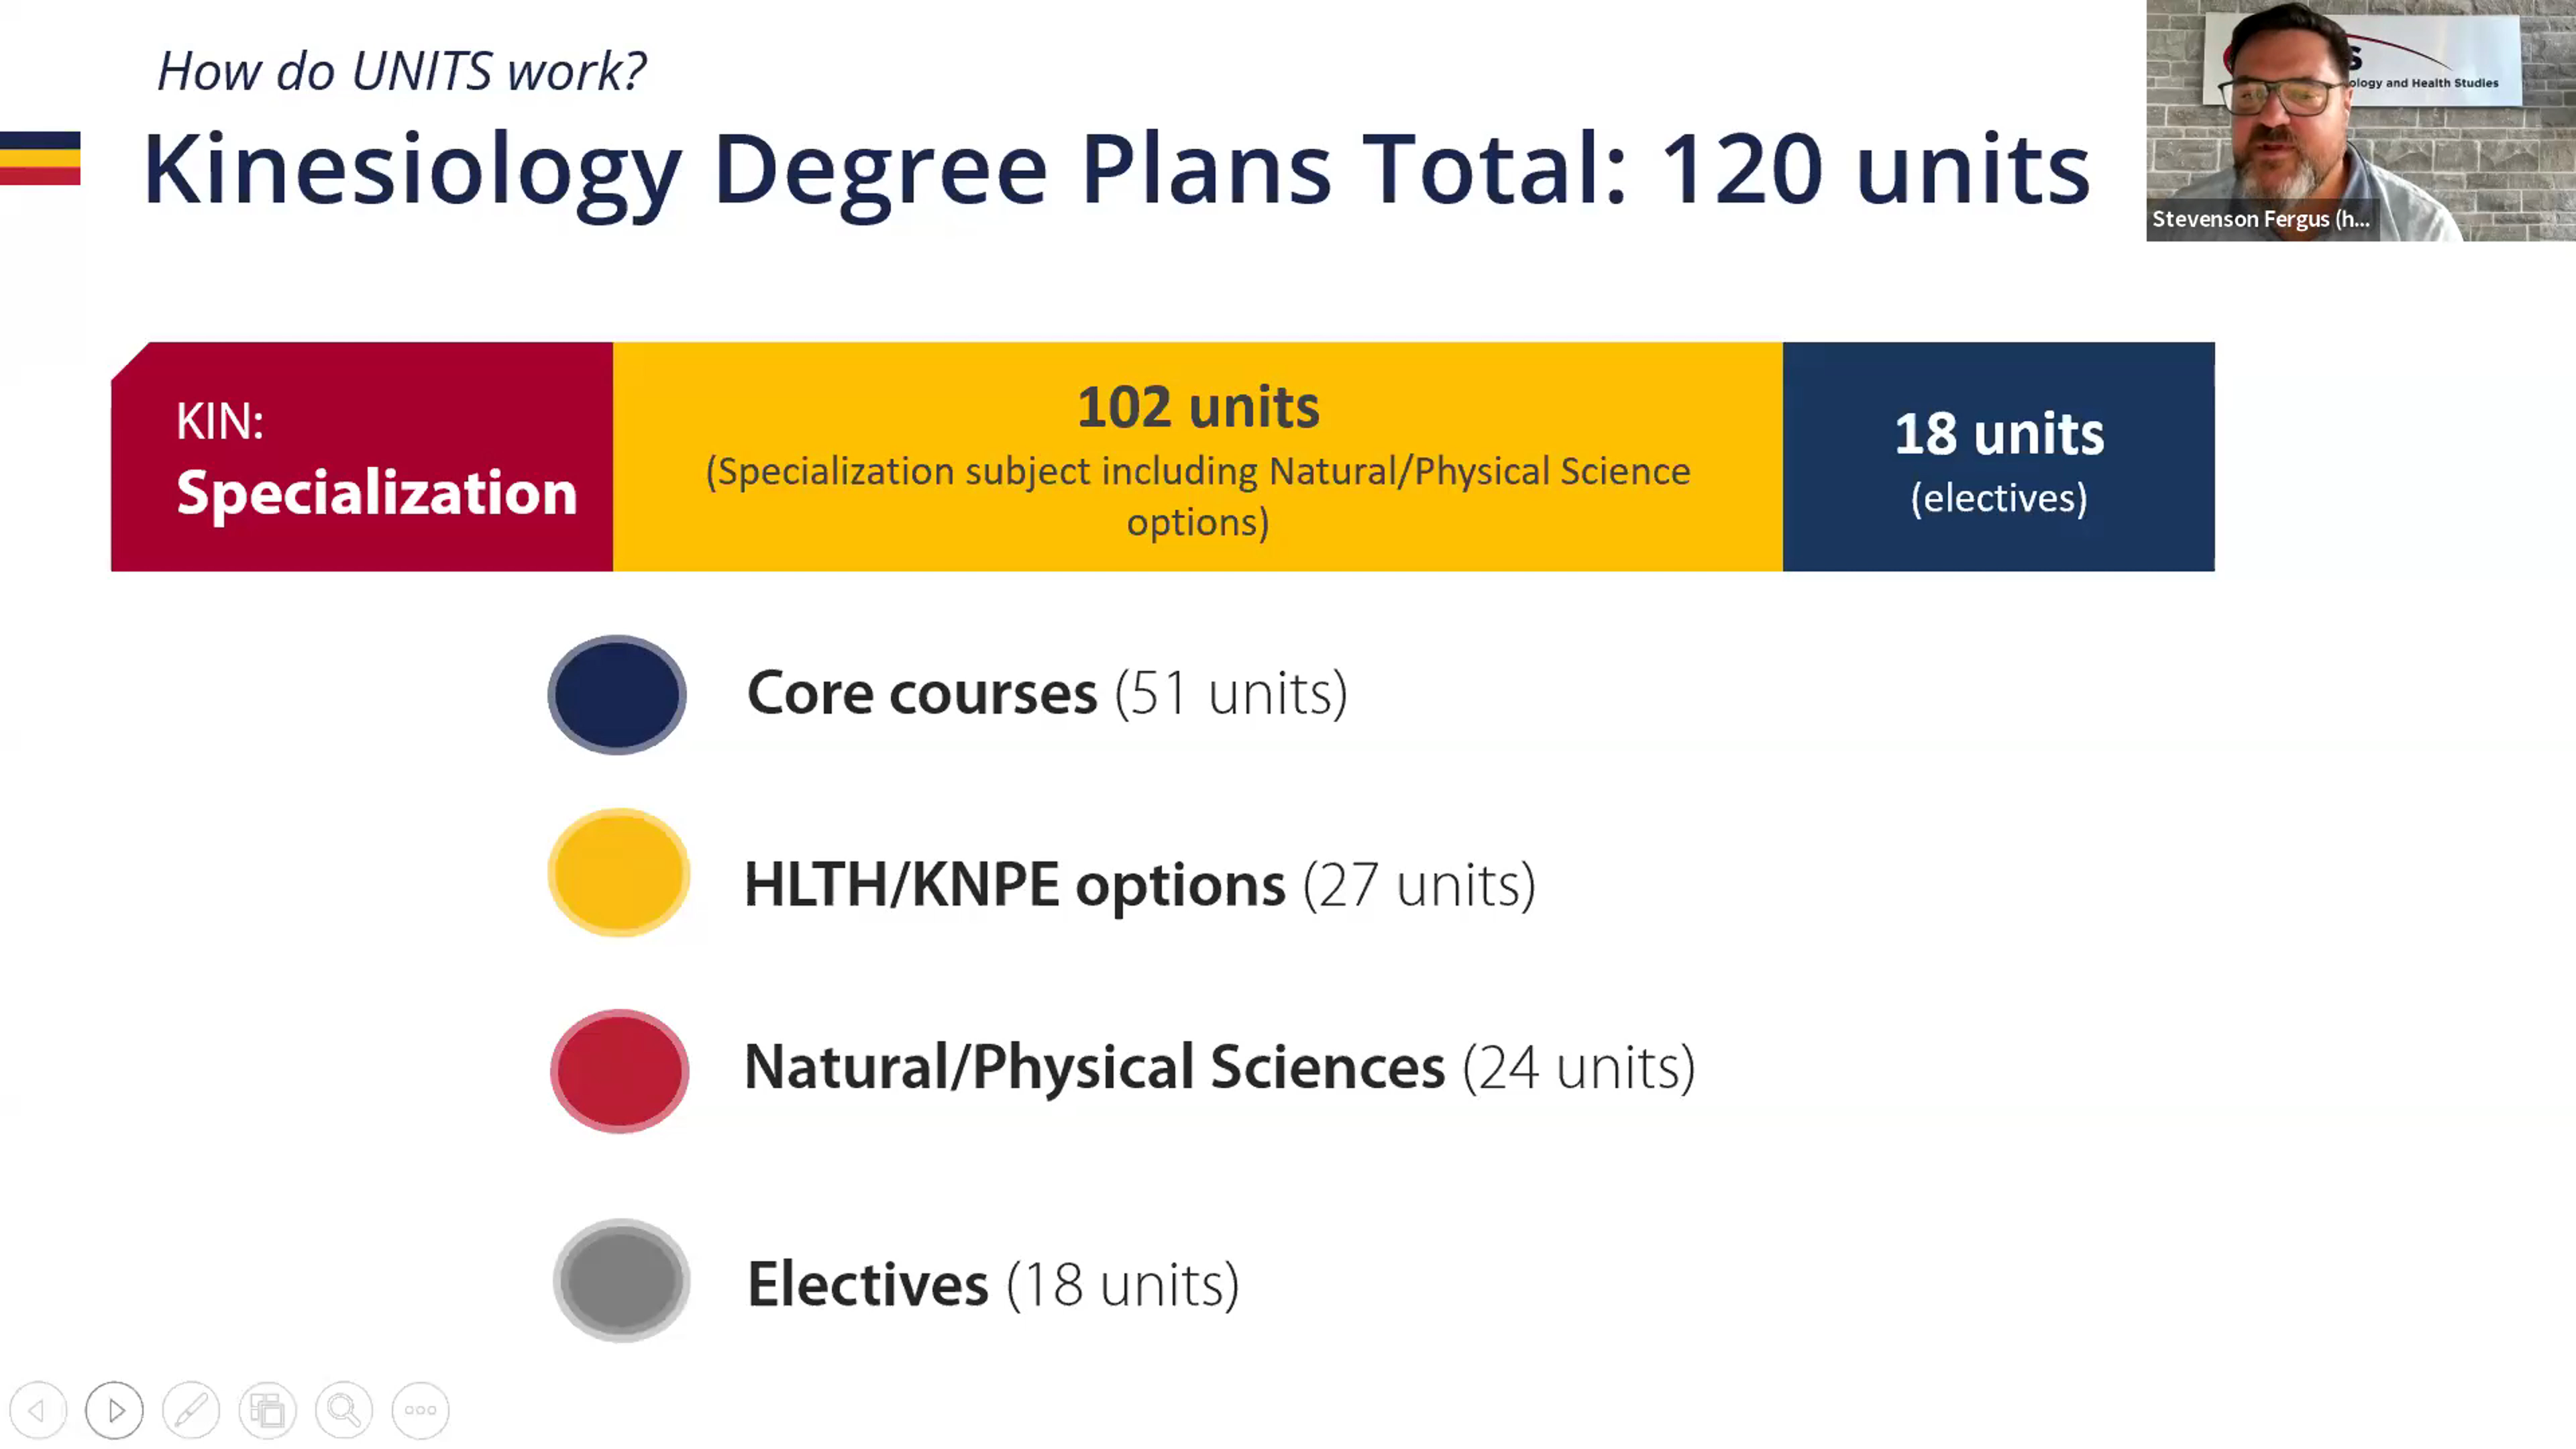 How do UNITS work?
Kinesiology Degree Plans Total: 120 units
ology and Health Studies
Stevenson Fergus (h...
KIN:
Specialization
102 units
(Specialization subject including Natural/Physical Science
options)
18 units
(electives)
Core courses (51 units)
HLTH/KNPE options (27 units)
Natural/Physical Sciences (24 units)
Electives (18 units)